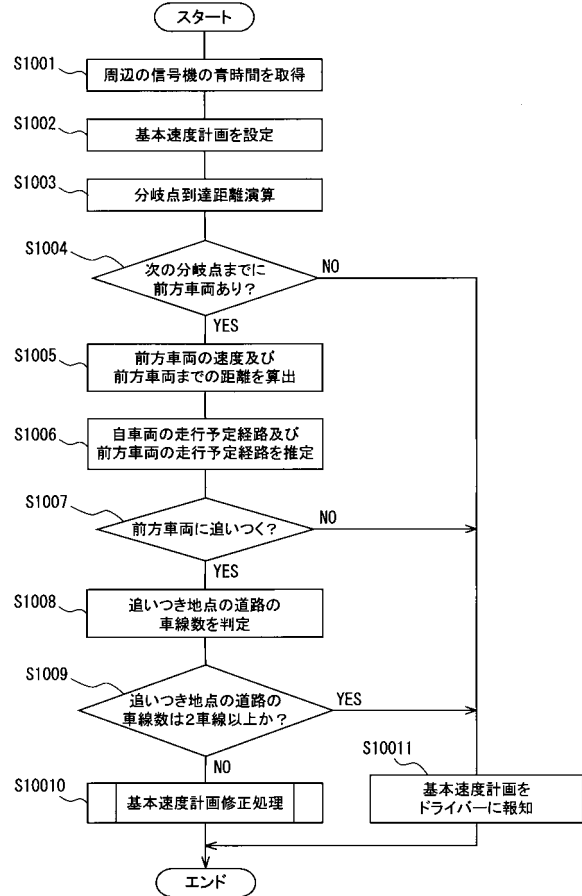 スタート
S1001
周辺の信号機の青時間を取得
S1002
基本速度計画を設定
S1003
分岐点到達距離演算
S1004
次の分岐点までに
前方車両あり?
NO
YES
S1005
前方車両の速度及び
前方車両までの距離を算出
S1006
自車両の走行予定経路及び
前方車両の走行予定経路を推定
S1007
前方車両に追いつく?
NO
YES
S1008
追いつき地点の道路の
車線数を判定
S1009
追いつき地点の道路の
車線数は2車線以上か?
YES
NO
S10010
基本速度計画修正処理
S10011
基本速度計画を
ドライバーに報知
エンド